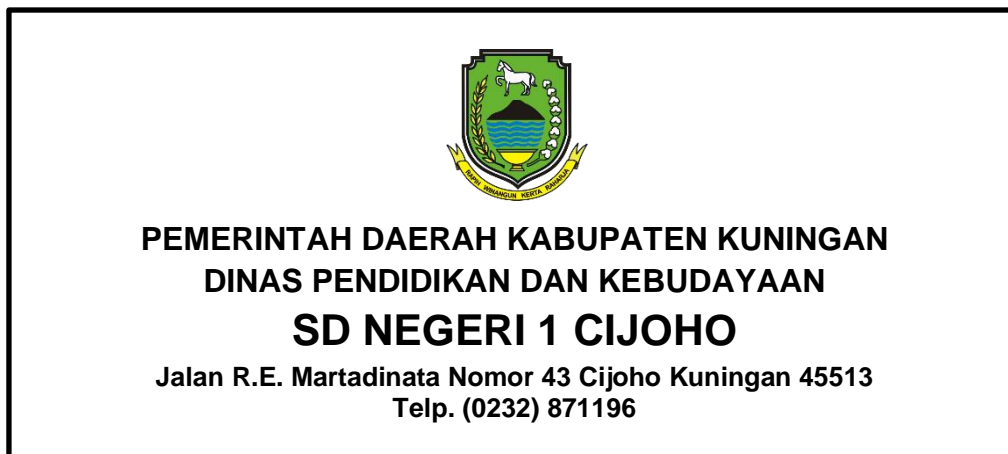 RAPIH WINANGUN KERTA RAHARJA
PEMERINTAH DAERAH KABUPATEN KUNINGAN
DINAS PENDIDIKAN DAN KEBUDAYAAN
SD NEGERI 1 CIJOHO
Jalan R.E. Martadinata Nomor 43 Cijoho Kuningan 45513
Telp. (0232) 871196